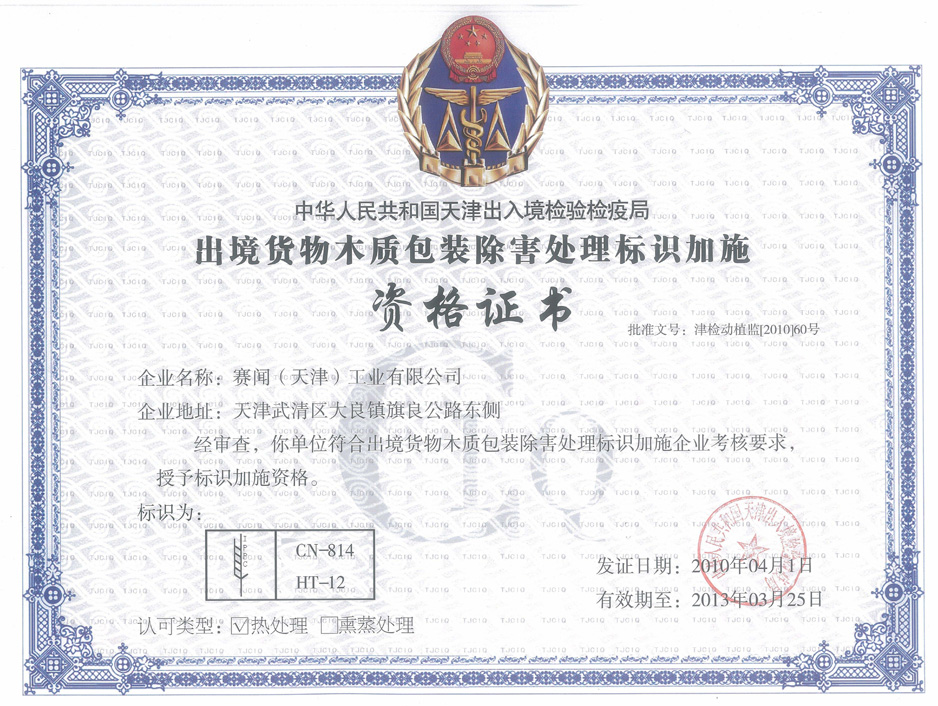 中华人民共和国天津出入境检验检疫局
出境货物木质包装除害处理标识加施
资格证书
批准文号：津检动植监[2010]60号
企业名称：赛闻（天津）工业有限公司
企业地址：天津武清区大良镇旗良公路东侧
经审查，你单位符合出境货物木质包装除害处理标识加施企业考核要求，
授予标识加施资格。
标识为：
IPPC
CN-814
HT-12
发证日期：2010年04月1日
有效期至：2013年03月25日
认可类型：☑热处理 □熏蒸处理